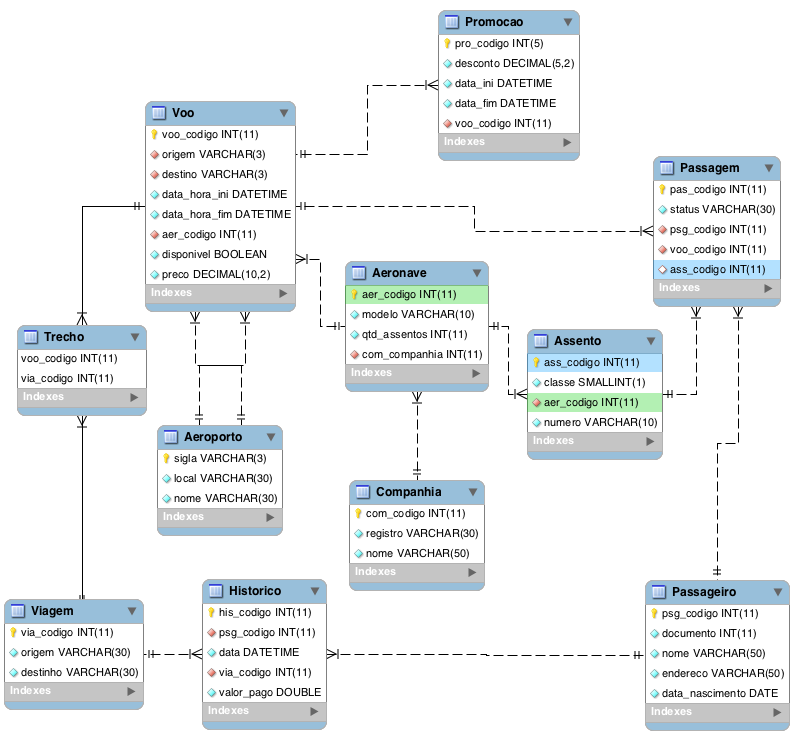 Promocao
pro_codigo INT(5)
desconto DECIMAL(5,2)
data_ini DATETIME
data_fim DATETIME
voo_codigo INT(11)
Indexes
Voo
voo_codigo INT(11)
origem VARCHAR(3)
destino VARCHAR(3)
data_hora_ini DATETIME
data_hora_fim DATETIME
aer_codigo INT(11)
disponivel BOOLEAN
preco DECIMAL(10,2)
Indexes
Passagem
pas_codigo INT(11)
status VARCHAR(30)
psg_codigo INT(11)
voo_codigo INT(11)
ass_codigo INT(11)
Indexes
Aeronave
aer_codigo INT(11)
modelo VARCHAR(10)
qtd_assentos INT(11)
com_companhia INT(11)
Indexes
Trecho
voo_codigo INT(11)
via_codigo INT(11)
Indexes
Assento
ass_codigo INT(11)
classe SMALLINT(1)
aer_codigo INT(11)
numero VARCHAR(10)
Indexes
Aeroporto
sigla VARCHAR(3)
local VARCHAR(30)
nome VARCHAR(30)
Indexes
Companhia
com_codigo INT(11)
registro VARCHAR(30)
nome VARCHAR(50)
Indexes
Viagem
via_codigo INT(11)
origem VARCHAR(30)
destinho VARCHAR(30)
Indexes
Historico
his_codigo INT(11)
psg_codigo INT(11)
data DATETIME
via_codigo INT(11)
valor_pago DOUBLE
Indexes
Passageiro
psg_codigo INT(11)
documento INT(11)
nome VARCHAR(50)
endereco VARCHAR(50)
data_nascimento DATE
Indexes